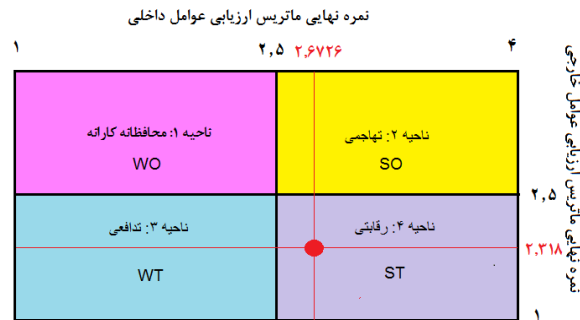 نمره نهایی ماتریس ارزیابی عوامل داخلی
۱
۲,۵
۲,۶۷۲۶
۴
ناحیه ۱: محافظانه کارانه
WO
ناحیه ۲: تهاجمی
SO
ناحیه ۳: تدافعی
WT
ناحیه ۴: رقابتی
ST
نمره نهایی ماتریس ارزیابی عوامل خارجی
۲,۵
۲,۳۱۸
۱